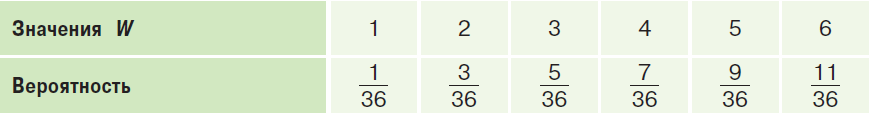 Значения W 1 2 3 4 5 6
Вероятность 1/36 3/36 5/36 7/36 9/36 11/36